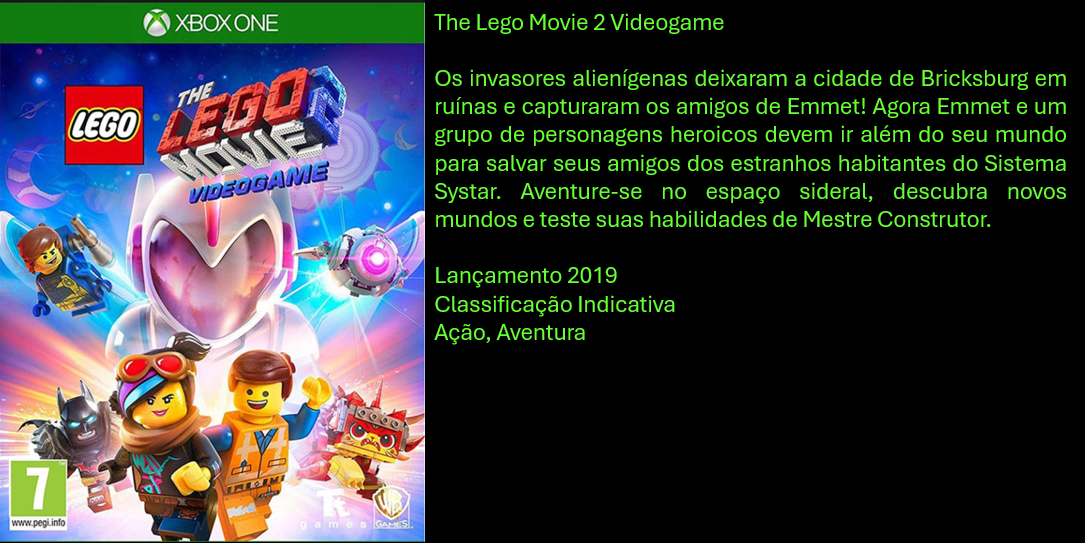 XBOX ONE
LEGO
THE
LEGO
MOVIE 2
VIDEOGAME
7
www.pegi.info
TT
games
WB
GAMES
The Lego Movie 2 Videogame
Os invasores alienígenas deixaram a cidade de Bricksburg em
ruínas e capturaram os amigos de Emmet! Agora Emmet e um
grupo de personagens heroicos devem ir além do seu mundo
para salvar seus amigos dos estranhos habitantes do Sistema
Systar. Aventure-se no espaço sideral, descubra novos
mundos e teste suas habilidades de Mestre Construtor.
Lançamento 2019
Classificação Indicativa
Ação, Aventura